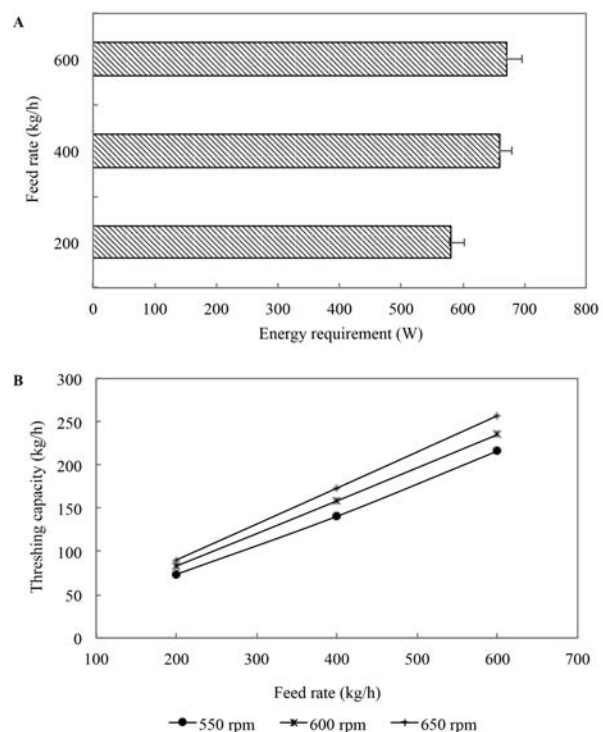 A
Feed rate (kg/h)
600
400
200
0 100 200 300 400 500 600 700 800
Energy requirement (W)
B
Threshing capacity (kg/h)
300
250
200
150
100
50
0
100 200 300 400 500 600 700
Feed rate (kg/h)
550 rpm 600 rpm 650 rpm